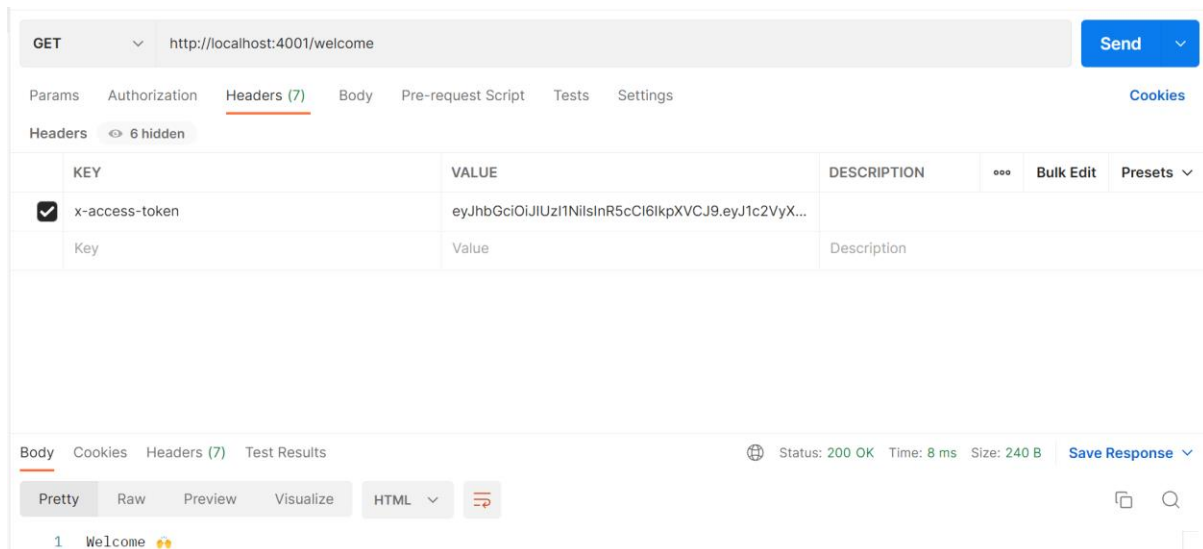 GET http://localhost:4001/welcome Send
Params Authorization Headers (7) Body Pre-request Script Tests Settings Cookies
Headers 6 hidden
KEY VALUE DESCRIPTION ooo Bulk Edit Presets
x-access-token eyJhbGciOiJIUzI1NiIsInR5cCI6IkpXVCJ9.eyJ1c2VyX...
Key Value Description
Body Cookies Headers (7) Test Results Status: 200 OK Time: 8 ms Size: 240 B Save Response
Pretty Raw Preview Visualize HTML
1 Welcome 🙌